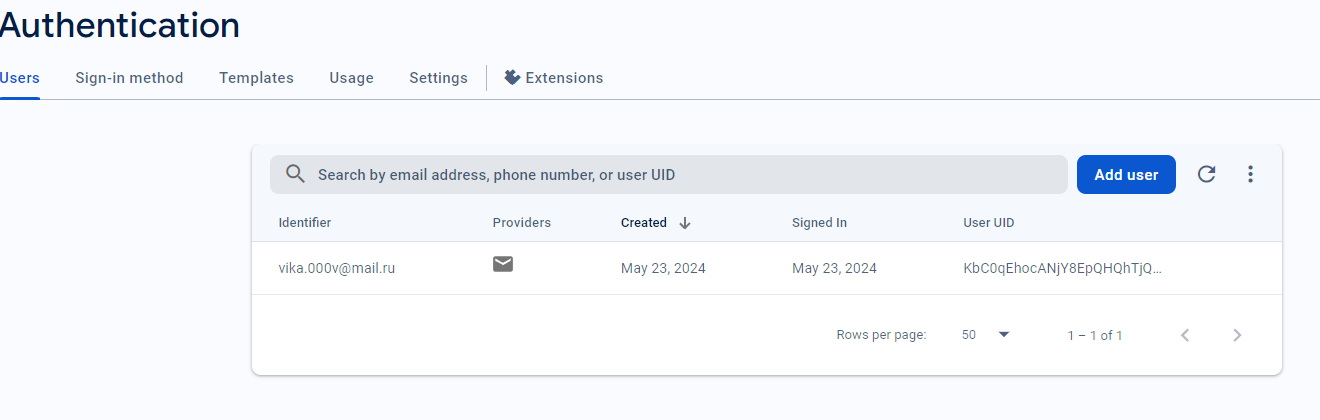 Authentication
Users Sign-in method Templates Usage Settings Extensions
Search by email address, phone number, or user UID Add user
Identifier Providers Created Signed In User UID
vika.000v@mail.ru May 23, 2024 May 23, 2024 KbC0qEhocANjY8EpQHQhTjQ...
Rows per page: 50 1 – 1 of 1